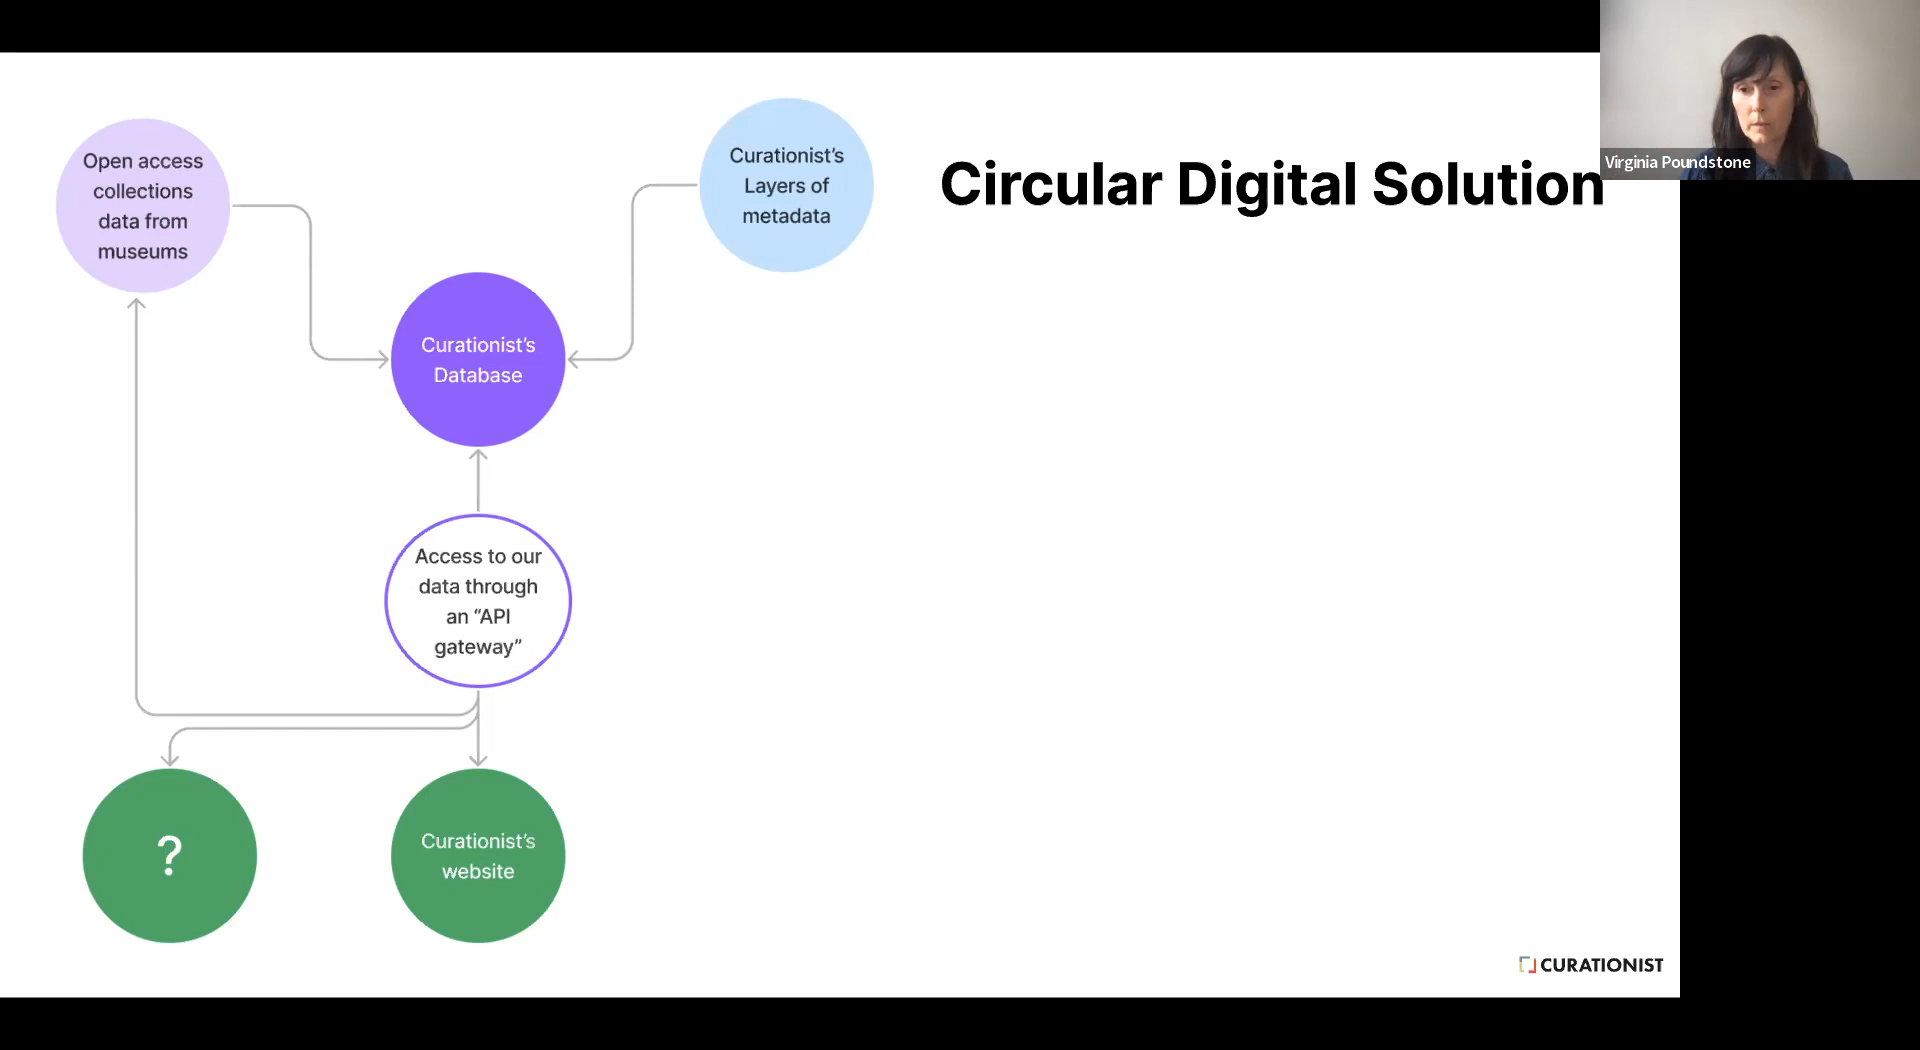 Circular Digital Solution
Virginia Poundstone
Open access
collections
data from
museums
Curationist’s
Layers of
metadata
Curationist’s
Database
Access to our
data through
an “API
gateway”
?
Curationist’s
website
CURATIONIST